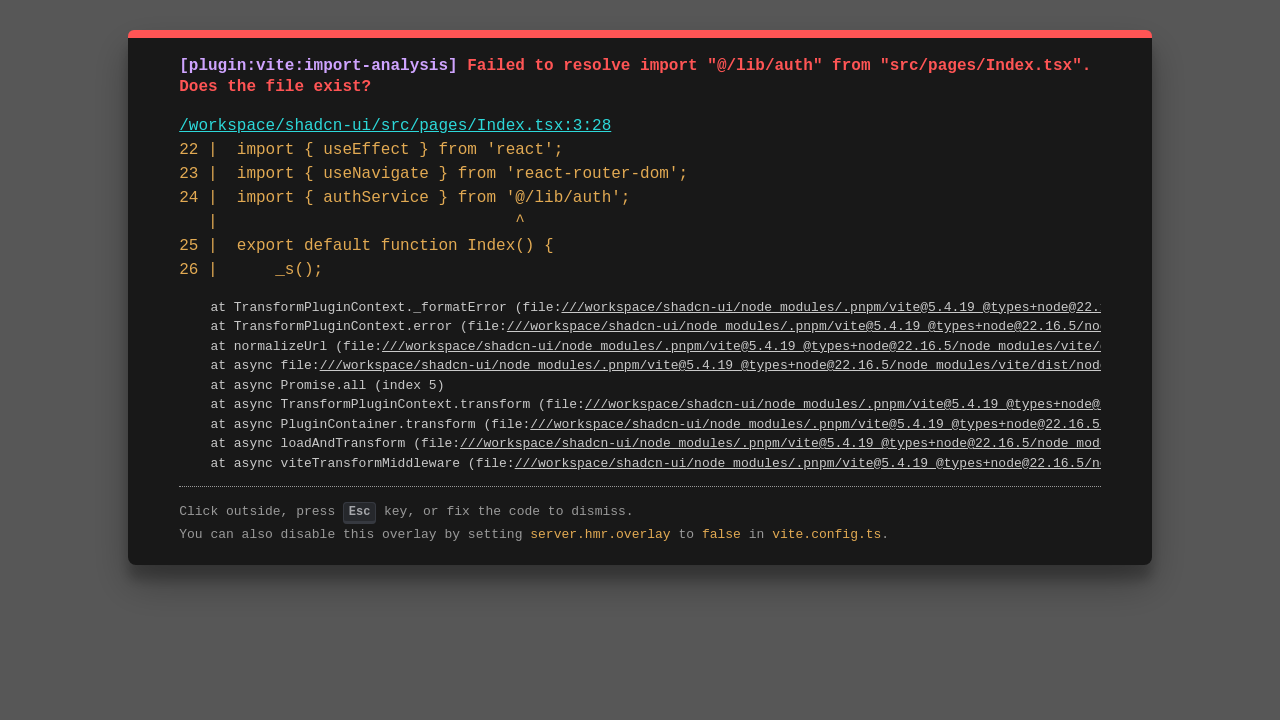 [plugin:vite:import-analysis] Failed to resolve import "@/lib/auth" from "src/pages/Index.tsx".
Does the file exist?
/workspace/shadcn-ui/src/pages/Index.tsx:3:28
22 |  import { useEffect } from 'react';
23 |  import { useNavigate } from 'react-router-dom';
24 |  import { authService } from '@/lib/auth';
   |                               ^
25 |  export default function Index() {
26 |      _s();
at TransformPluginContext._formatError (file:///workspace/shadcn-ui/node_modules/.pnpm/vite@5.4.19_@types+node@22.
at TransformPluginContext.error (file:///workspace/shadcn-ui/node_modules/.pnpm/vite@5.4.19_@types+node@22.16.5/no
at normalizeUrl (file:///workspace/shadcn-ui/node_modules/.pnpm/vite@5.4.19_@types+node@22.16.5/node_modules/vite/
at async file:///workspace/shadcn-ui/node_modules/.pnpm/vite@5.4.19_@types+node@22.16.5/node_modules/vite/dist/nod
at async Promise.all (index 5)
at async TransformPluginContext.transform (file:///workspace/shadcn-ui/node_modules/.pnpm/vite@5.4.19_@types+node@
at async PluginContainer.transform (file:///workspace/shadcn-ui/node_modules/.pnpm/vite@5.4.19_@types+node@22.16.5
at async loadAndTransform (file:///workspace/shadcn-ui/node_modules/.pnpm/vite@5.4.19_@types+node@22.16.5/node_mod
at async viteTransformMiddleware (file:///workspace/shadcn-ui/node_modules/.pnpm/vite@5.4.19_@types+node@22.16.5/n
Click outside, press Esc key, or fix the code to dismiss.
You can also disable this overlay by setting server.hmr.overlay to false in vite.config.ts.